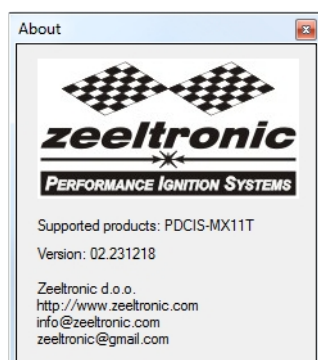 About
zeeltronic
PERFORMANCE IGNITION SYSTEMS
Supported products: PDCIS-MX11T
Version: 02.231218
Zeeltronic d.o.o.
http://www.zeeltronic.com
info@zeeltronic.com
zeeltronic@gmail.com